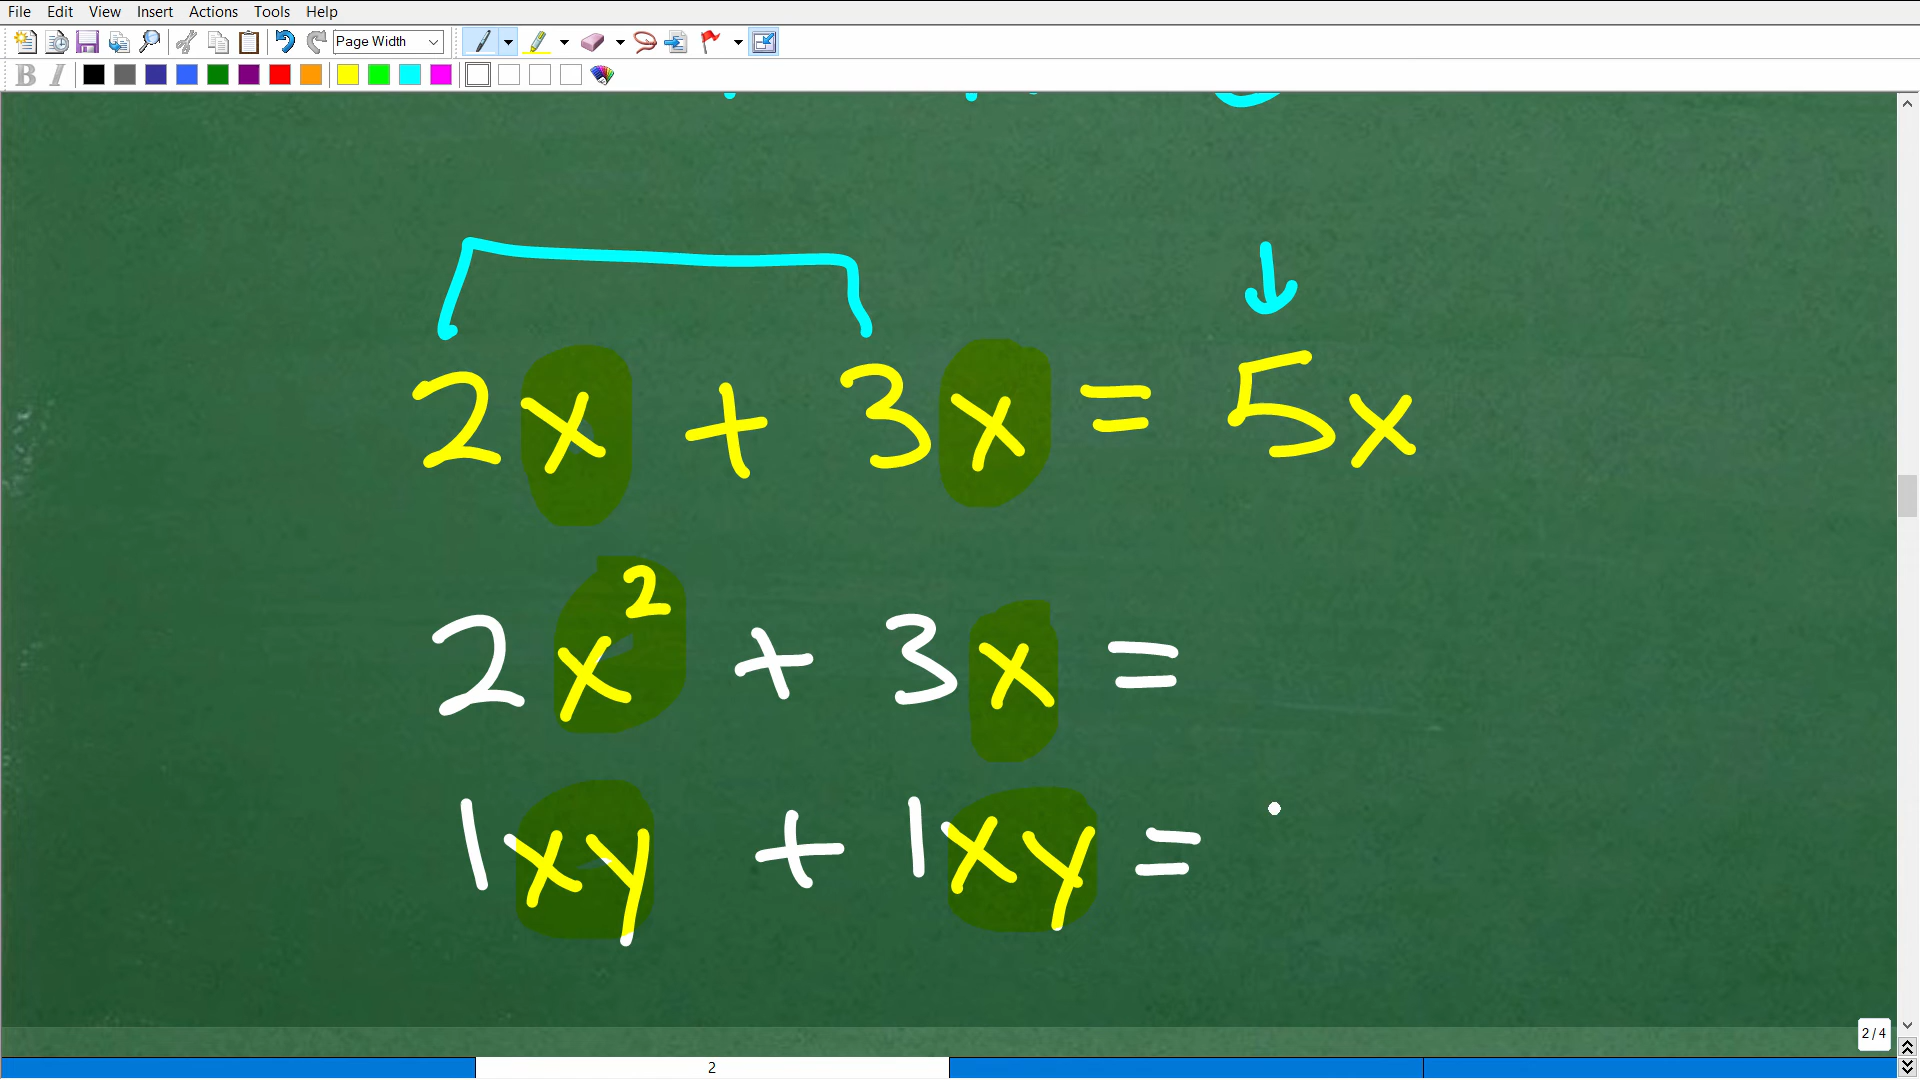 File Edit View Insert Actions Tools Help
Page Width
B I
2x + 3x = 5x
2x² + 3x =
1xy + 1xy =
2 / 4
2